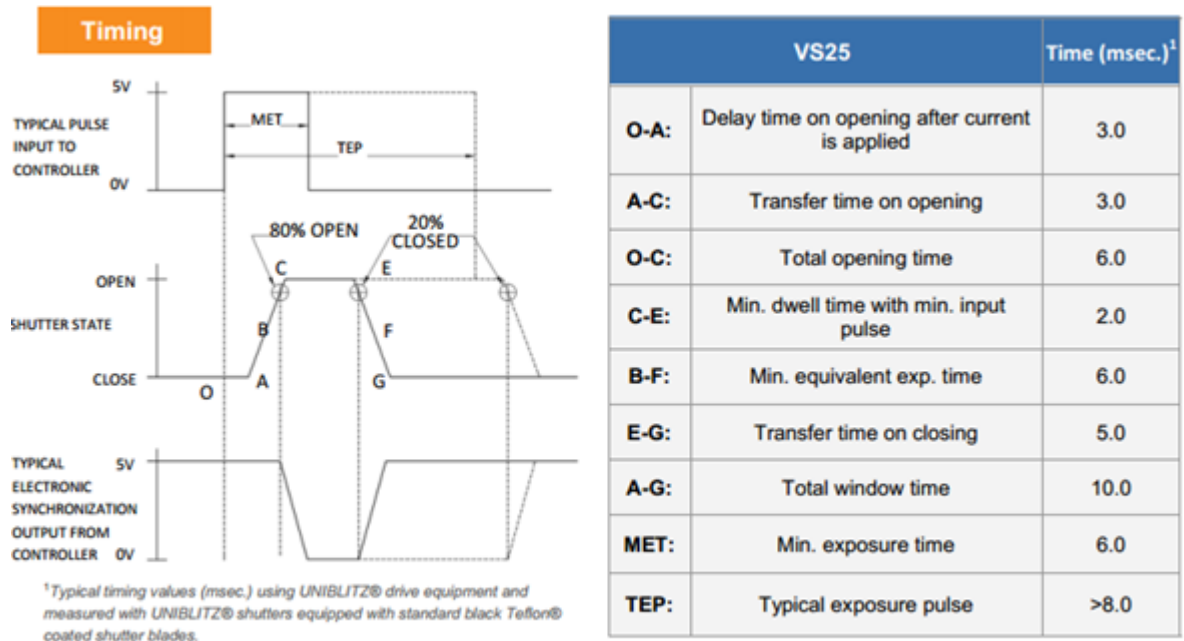 Timing
5V
TYPICAL PULSE
INPUT TO
CONTROLLER
0V
MET
TEP
80% OPEN
20%
CLOSED
C
E
OPEN
SHUTTER STATE
B
F
CLOSE
O
A
G
TYPICAL
5V
ELECTRONIC
SYNCHRONIZATION
OUTPUT FROM
CONTROLLER
0V
¹Typical timing values (msec.) using UNIBLITZ® drive equipment and
measured with UNIBLITZ® shutters equipped with standard black Teflon®
coated shutter blades.
VS25 Time (msec.)¹
O-A: Delay time on opening after current
is applied 3.0
A-C: Transfer time on opening 3.0
O-C: Total opening time 6.0
C-E: Min. dwell time with min. input
pulse 2.0
B-F: Min. equivalent exp. time 6.0
E-G: Transfer time on closing 5.0
A-G: Total window time 10.0
MET: Min. exposure time 6.0
TEP: Typical exposure pulse >8.0